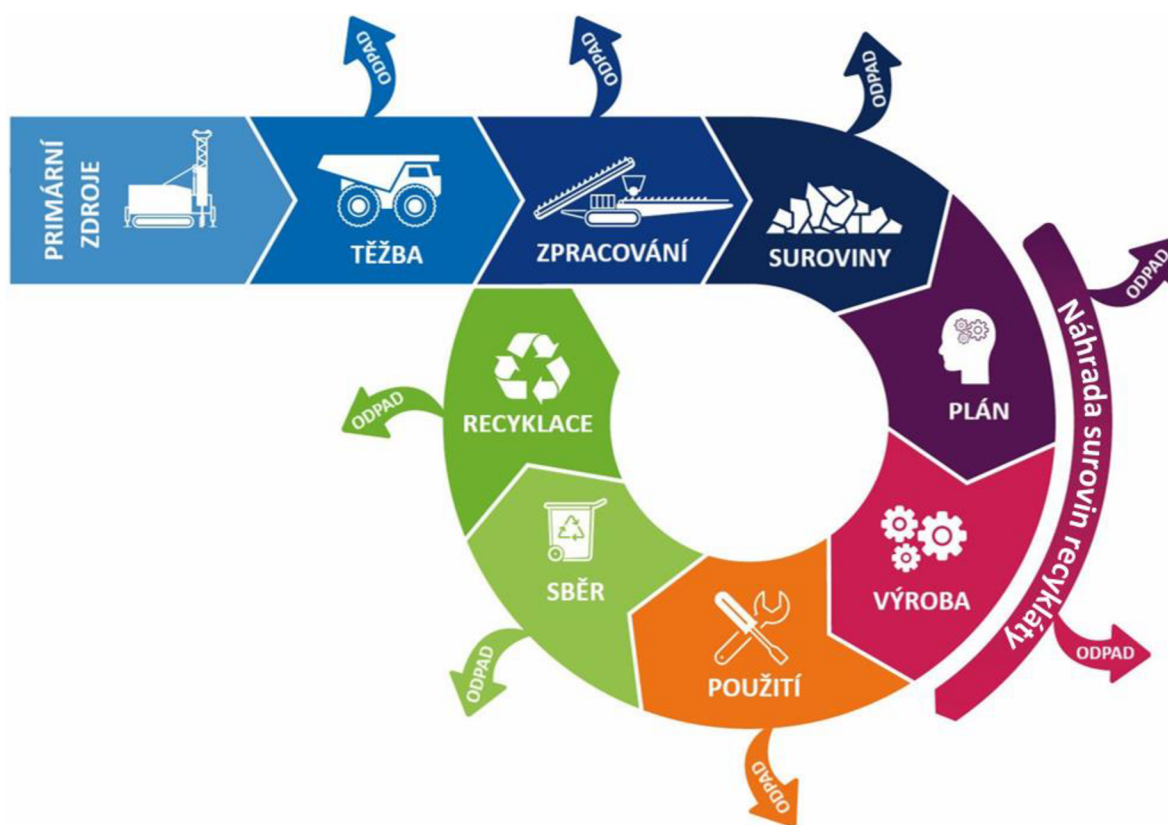 ODPAD
ODPAD
ODPAD
PRIMÁRNÍ
ZDROJE
TĚŽBA
ZPRACOVÁNÍ
SUROVINY
ODPAD
Náhrada surovin recykláty
PLÁN
RECYKLACE
ODPAD
VÝROBA
SBĚR
ODPAD
POUŽITÍ
ODPAD
ODPAD